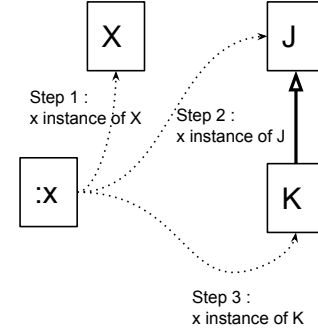 X
J
Step 1 :
x instance of X
Step 2 :
x instance of J
:x
K
Step 3 :
x instance of K